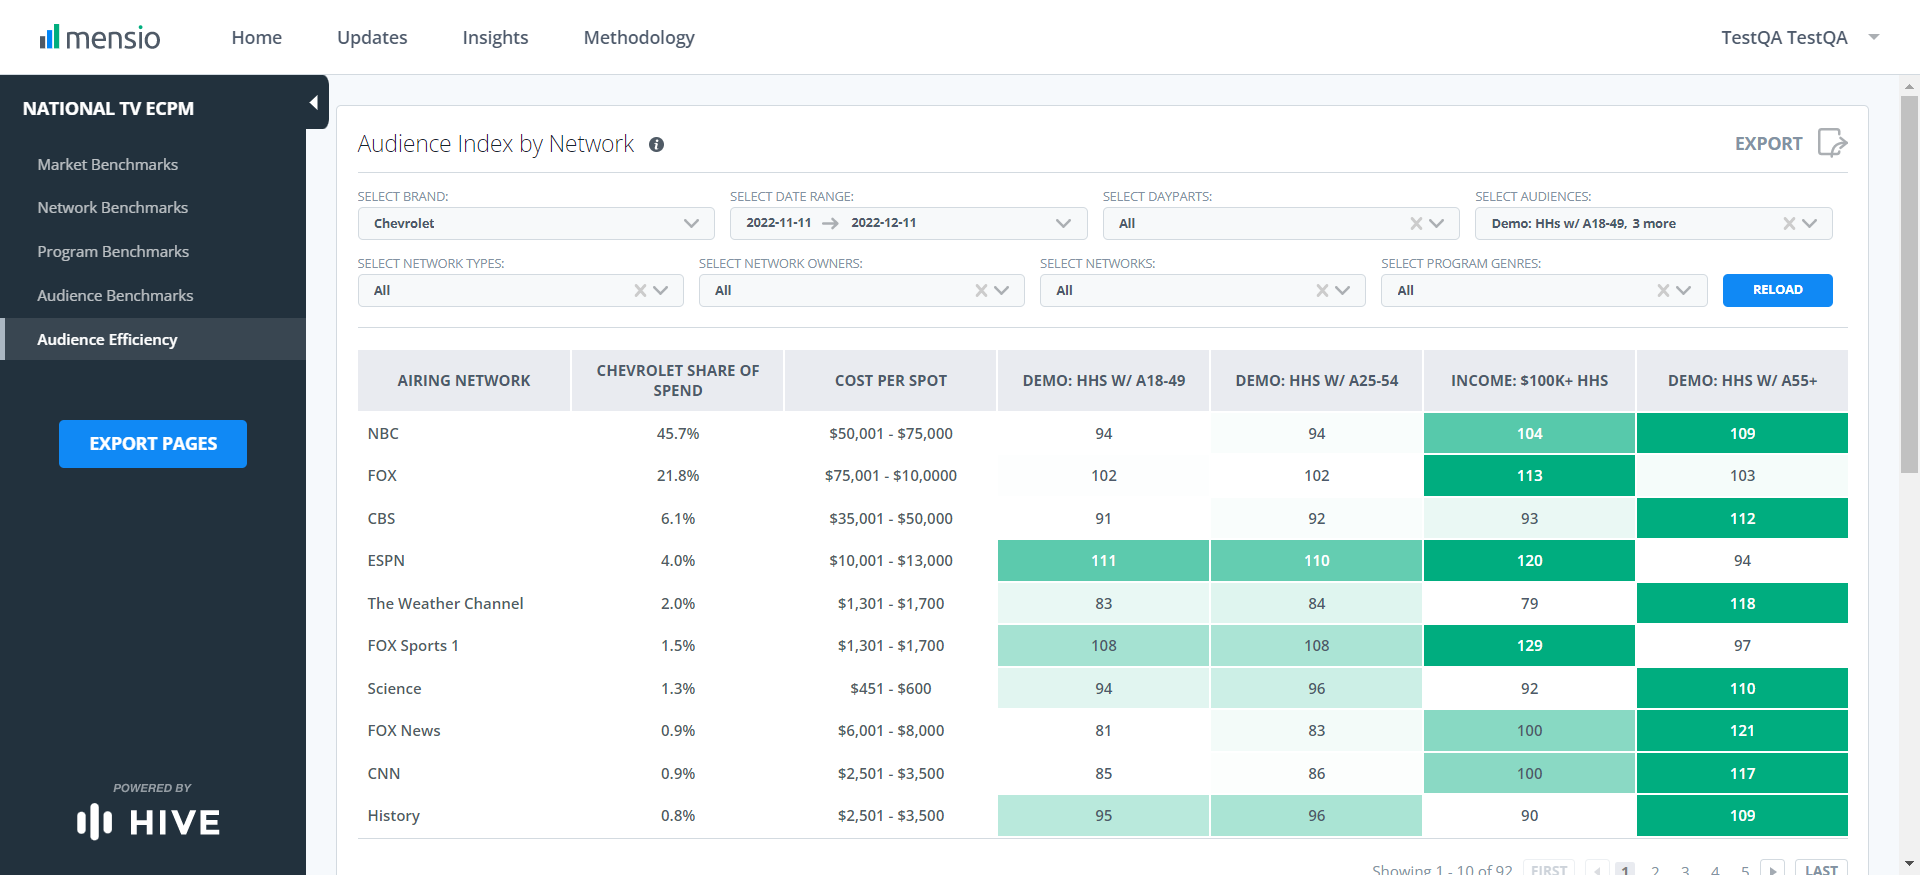 mensio
Home Updates Insights Methodology TestQA TestQA
NATIONAL TV ECPM
Market Benchmarks
Network Benchmarks
Program Benchmarks
Audience Benchmarks
Audience Efficiency
EXPORT PAGES
POWERED BY
HIVE
Audience Index by Network
EXPORT
SELECT BRAND: SELECT DATE RANGE: SELECT DAYPARTS: SELECT AUDIENCES:
Chevrolet 2022-11-11 2022-12-11 All Demo: HHs w/ A18-49, 3 more
SELECT NETWORK TYPES: SELECT NETWORK OWNERS: SELECT NETWORKS: SELECT PROGRAM GENRES:
All All All All RELOAD
AIRING NETWORK CHEVROLET SHARE OF SPEND COST PER SPOT DEMO: HHS W/ A18-49 DEMO: HHS W/ A25-54 INCOME: $100K+ HHS DEMO: HHS W/ A55+
NBC 45.7% $50,001 - $75,000 94 94 104 109
FOX 21.8% $75,001 - $10,0000 102 102 113 103
CBS 6.1% $35,001 - $50,000 91 92 93 112
ESPN 4.0% $10,001 - $13,000 111 110 120 94
The Weather Channel 2.0% $1,301 - $1,700 83 84 79 118
FOX Sports 1 1.5% $1,301 - $1,700 108 108 129 97
Science 1.3% $451 - $600 94 96 92 110
FOX News 0.9% $6,001 - $8,000 81 83 100 121
CNN 0.9% $2,501 - $3,500 85 86 100 117
History 0.8% $2,501 - $3,500 95 96 90 109
Showing 1 - 10 of 92 FIRST 1 2 3 4 5 LAST